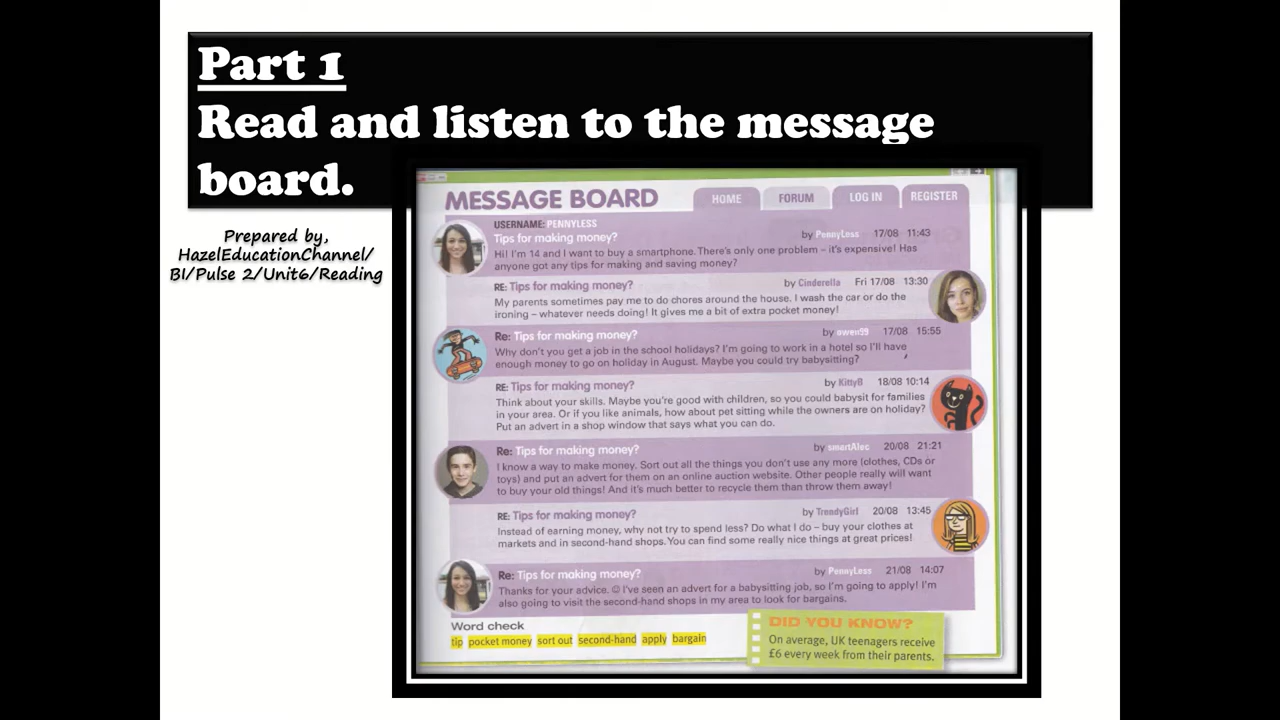 Part 1
Read and listen to the message
board.
Prepared by,
HazelEducationChannel/
BI/Pulse 2/Unit6/Reading
MESSAGE BOARD
HOME FORUM LOG IN REGISTER
USERNAME: PENNYLESS
Tips for making money? by PennyLess 17/08 11:43
Hi! I'm 14 and I want to buy a smartphone. There's only one problem – it's expensive! Has
anyone got any tips for making and saving money?
RE: Tips for making money? by Cinderella Fri 17/08 13:30
My parents sometimes pay me to do chores around the house. I wash the car or do the
ironing – whatever needs doing! It gives me a bit of extra pocket money!
Re: Tips for making money? by owen99 17/08 15:55
Why don't you get a job in the school holidays? I'm going to work in a hotel so I'll have
enough money to go on holiday in August. Maybe you could try babysitting?
RE: Tips for making money? by KittyB 18/08 10:14
Think about your skills. Maybe you're good with children, so you could babysit for families
in your area. Or if you like animals, how about pet sitting while the owners are on holiday?
Put an advert in a shop window that says what you can do.
Re: Tips for making money? by smartAlec 20/08 21:21
I know a way to make money. Sort out all the things you don't use any more (clothes, CDs or
toys) and put an advert for them on an online auction website. Other people really will want
to buy your old things! And it's much better to recycle them than throw them away!
RE: Tips for making money? by TrendyGirl 20/08 13:45
Instead of earning money, why not try to spend less? Do what I do – buy your clothes at
markets and in second-hand shops. You can find some really nice things at great prices!
Re: Tips for making money? by PennyLess 21/08 14:07
Thanks for your advice. ☺ I've seen an advert for a babysitting job, so I'm going to apply! I'm
also going to visit the second-hand shops in my area to look for bargains.
Word check
tip pocket money sort out second-hand apply bargain
DID YOU KNOW?
On average, UK teenagers receive
£6 every week from their parents.